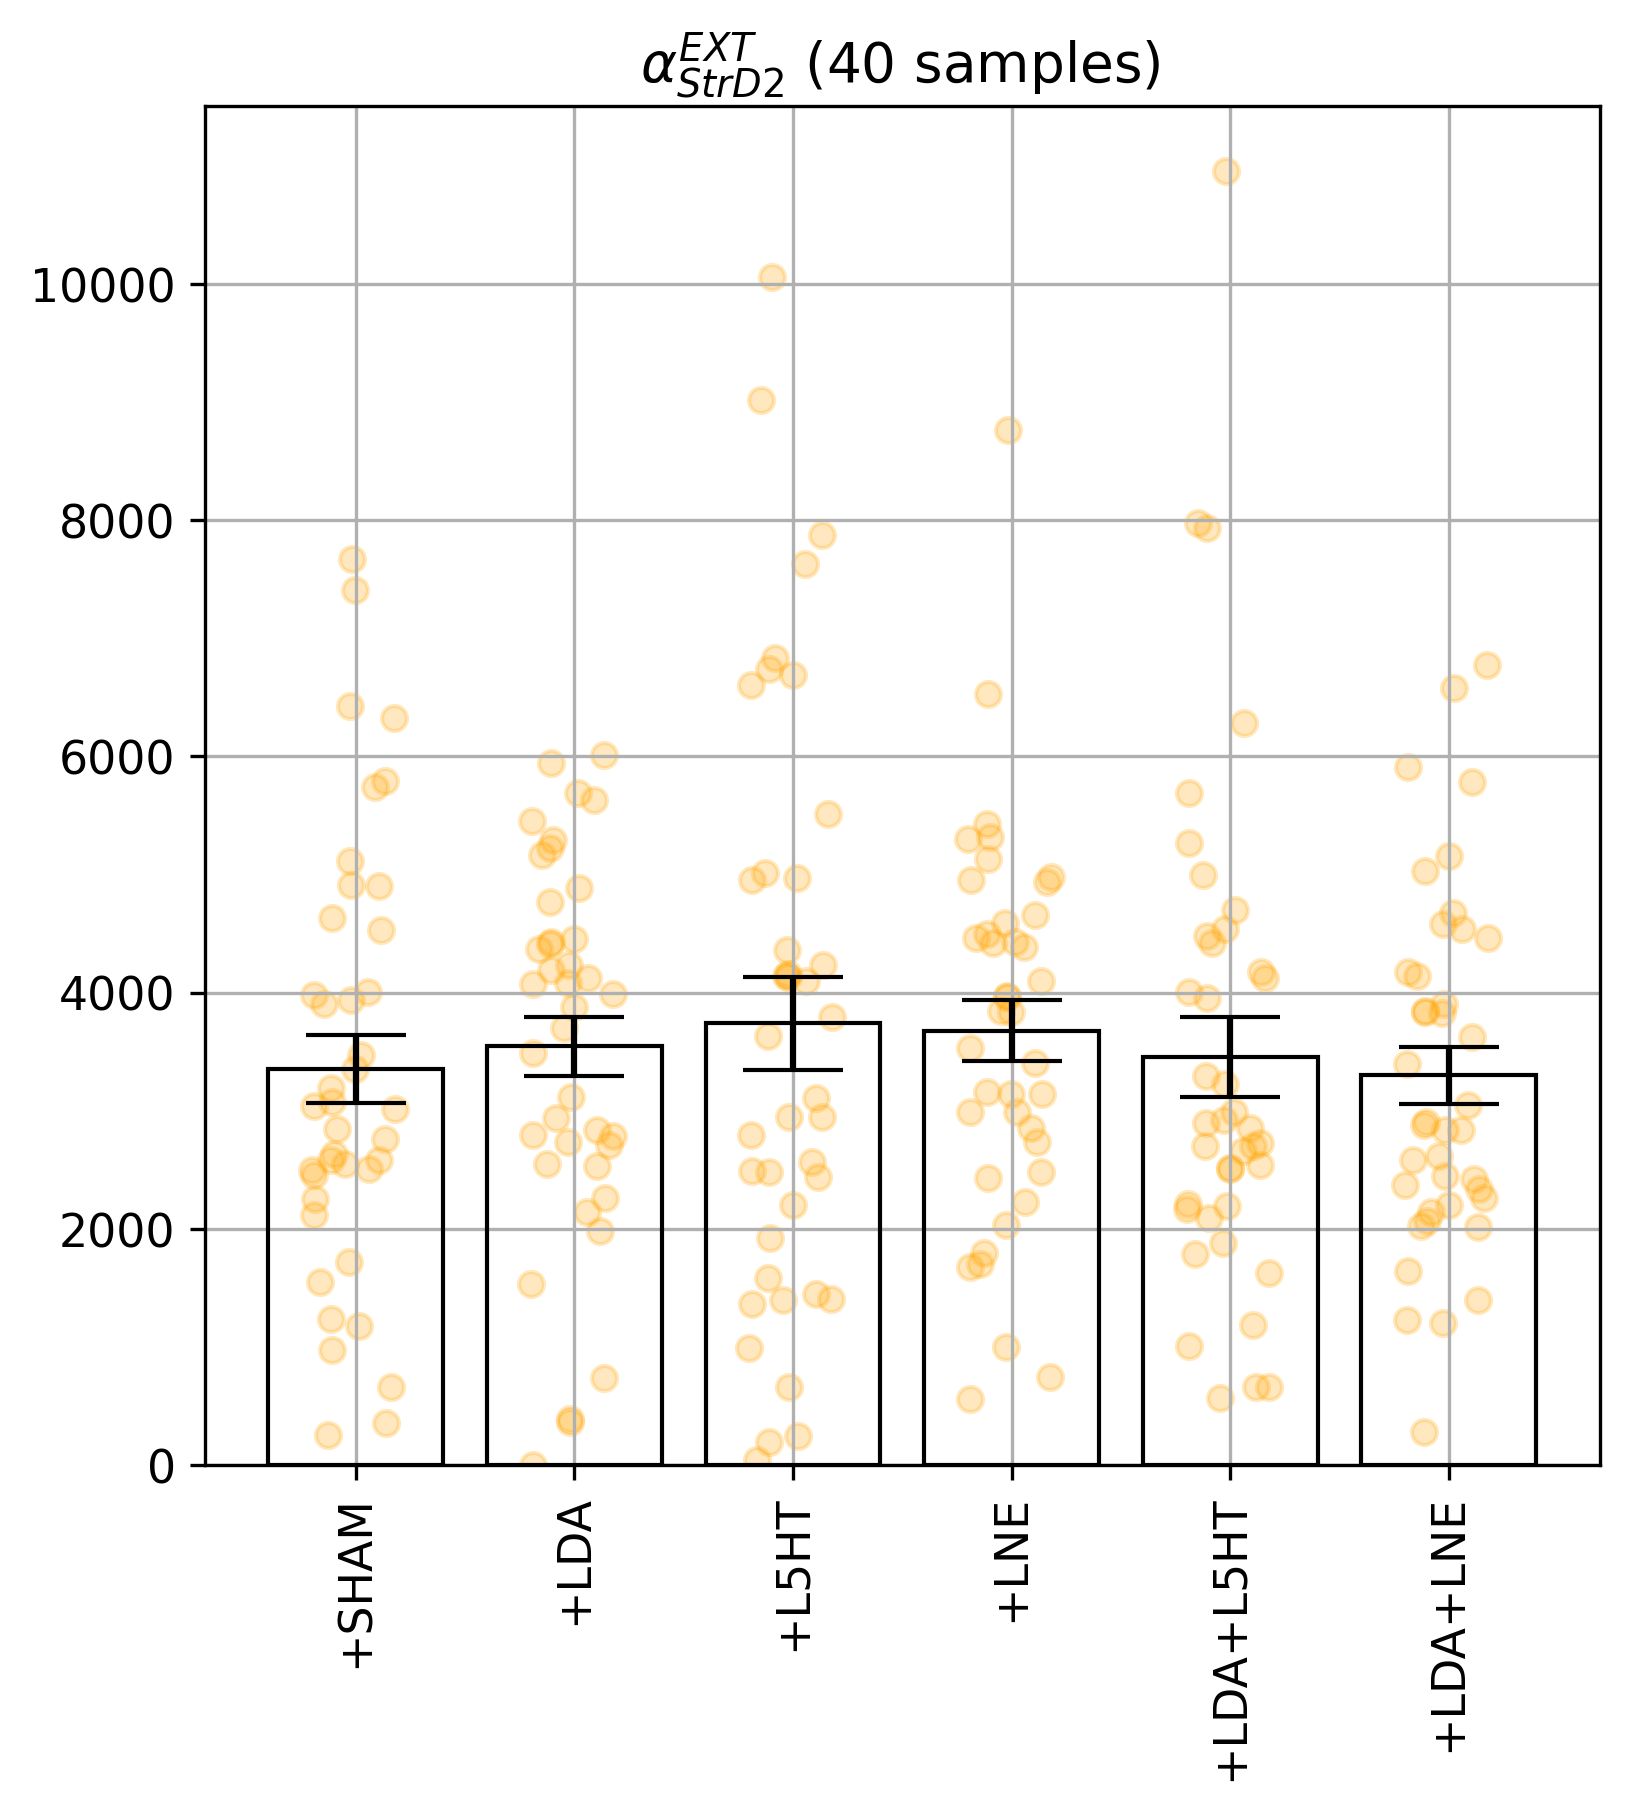 α^{EXT}_{StrD2} (40 samples)
10000
8000
6000
4000
2000
0
+SHAM
+LDA
+L5HT
+LNE
+LDA+L5HT
+LDA+LNE